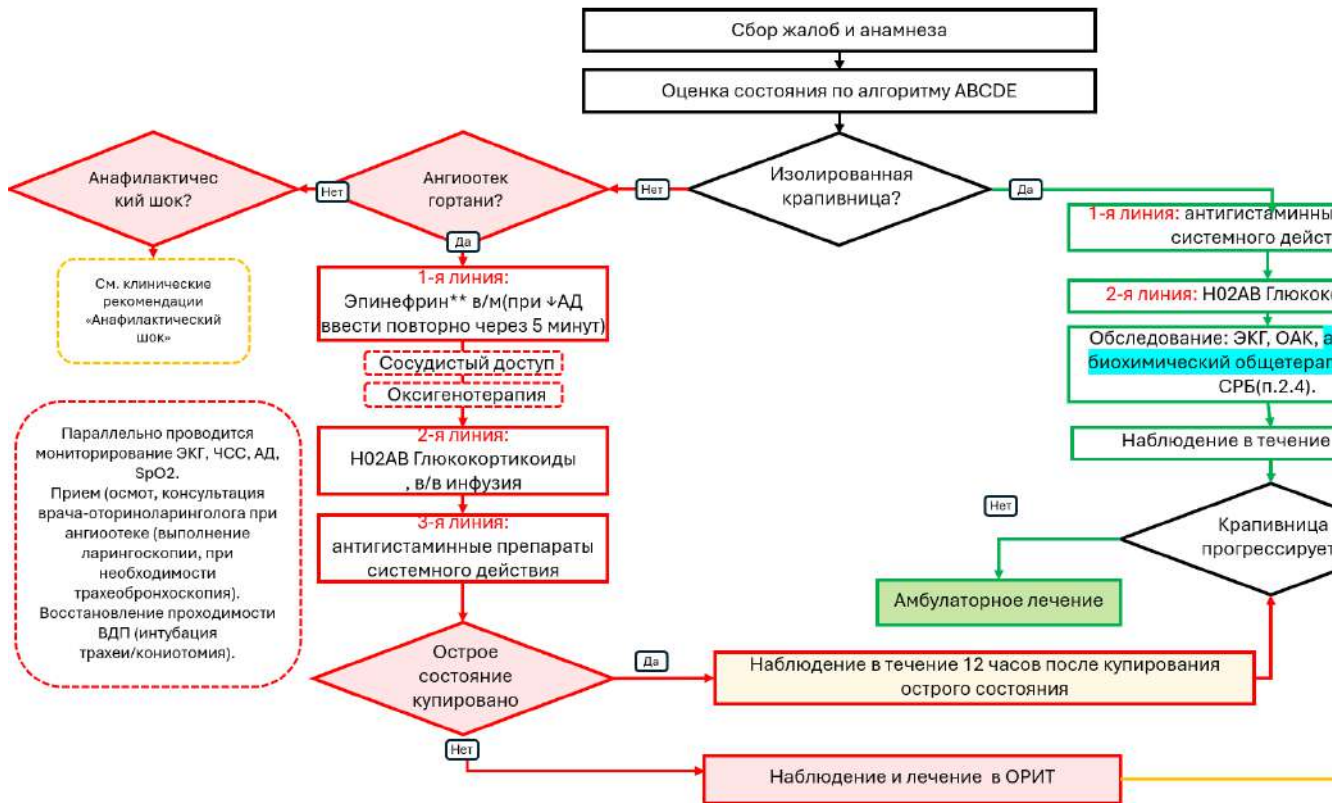 Сбор жалоб и анамнеза
Оценка состояния по алгоритму ABCDE
Изолированная
крапивница?
Нет
Да
Ангиоотек
гортани?
Нет
Да
Анафилактичес
кий шок?
См. клинические
рекомендации
«Анафилактический
шок»
1-я линия:
Эпинефрин** в/м(при ↓АД
ввести повторно через 5 минут)
Сосудистый доступ
Оксигенотерапия
2-я линия:
H02AB Глюкокортикоиды
, в/в инфузия
3-я линия:
антигистаминные препараты
системного действия
Параллельно проводится
мониторирование ЭКГ, ЧСС, АД,
SpO2.
Прием (осмот, консультация
врача-оториноларинголога при
ангиоотеке (выполнение
ларингоскопии, при
необходимости
трахеобронхоскопия).
Восстановление проходимости
ВДП (интубация
трахеи/кониотомия).
Острое
состояние
купировано
Да
Наблюдение в течение 12 часов после купирования
острого состояния
Нет
Наблюдение и лечение в ОРИТ
1-я линия:
системного
2-я линия: H02AB
Обследование: ЭКГ, ОАК,
биохимический
СРБ(п.2.4).
Наблюдение в течение
Крапивница
прогрессирует
Нет
Амбулаторное лечение